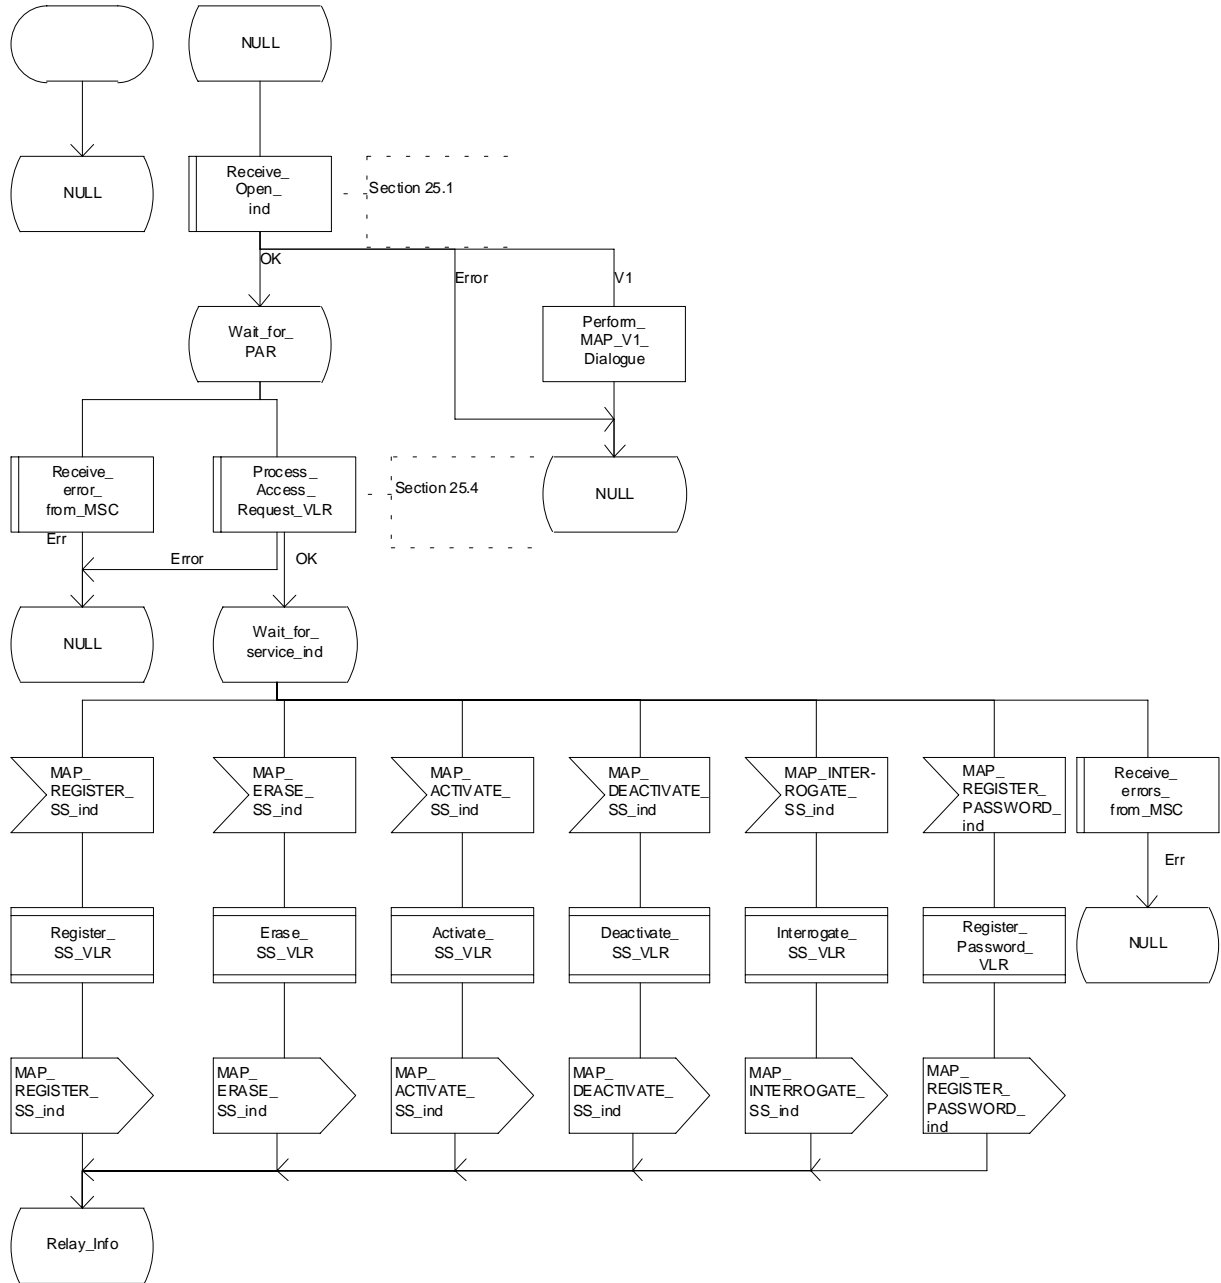 NULL
NULL
Receive_
Open_
ind
Section 25.1
OK
Error
V1
Wait_for_
PAR
Perform_
MAP_V1_
Dialogue
Receive_
error_
from_MSC
Process_
Access_
Request_VLR
Section 25.4
NULL
Err
Error
OK
NULL
Wait_for_
service_ind
MAP_
REGISTER_
SS_ind
MAP_
ERASE_
SS_ind
MAP_
ACTIVATE_
SS_ind
MAP_
DEACTIVATE_
SS_ind
MAP_INTER-
ROGATE_
SS_ind
MAP_
REGISTER_
PASSWORD_
ind
Receive_
errors_
from_MSC
Err
Register_
SS_VLR
Erase_
SS_VLR
Activate_
SS_VLR
Deactivate_
SS_VLR
Interrogate_
SS_VLR
Register_
Password_
VLR
NULL
MAP_
REGISTER_
SS_ind
MAP_
ERASE_
SS_ind
MAP_
ACTIVATE_
SS_ind
MAP_
DEACTIVATE_
SS_ind
MAP_
INTERROGATE_
SS_ind
MAP_
REGISTER_
PASSWORD_
ind
Relay_Info